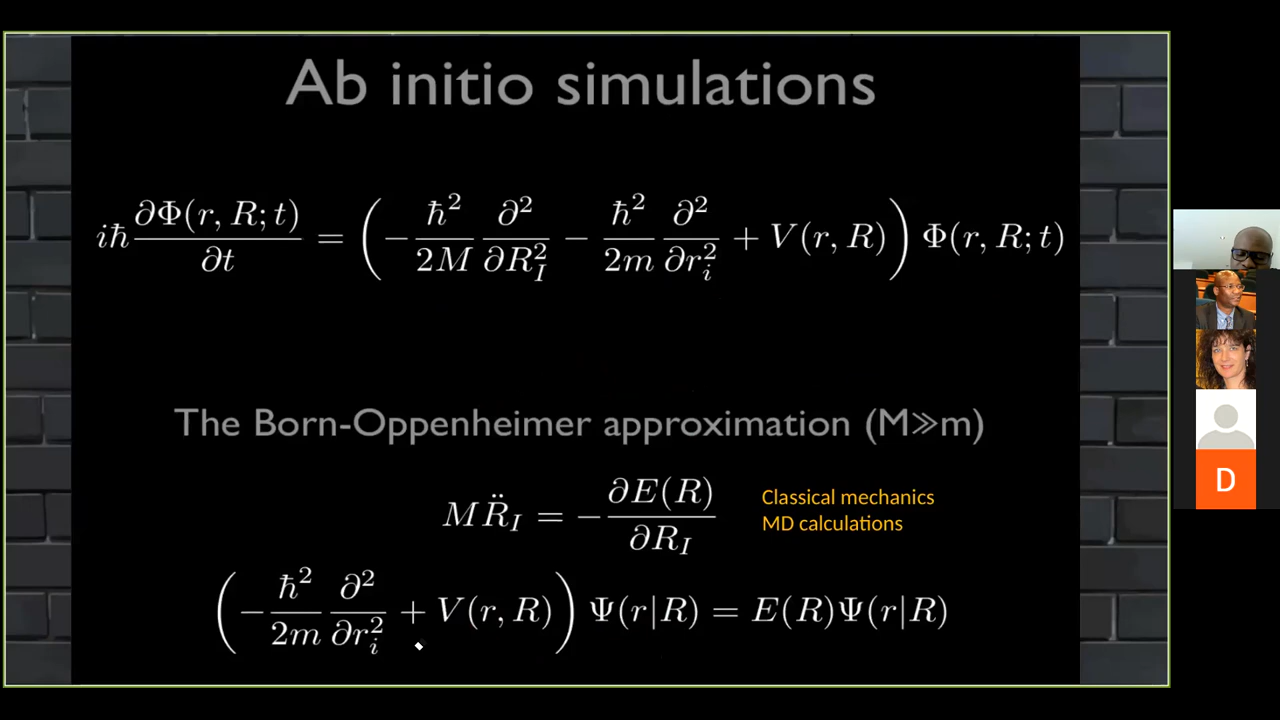 Ab initio simulations
iħ ∂Φ(r, R; t)/∂t = (−ħ²/2M ∂²/∂R_I² − ħ²/2m ∂²/∂r_i² + V(r, R)) Φ(r, R; t)
The Born-Oppenheimer approximation (M≫m)
M R̈_I = −∂E(R)/∂R_I
Classical mechanics
MD calculations
(−ħ²/2m ∂²/∂r_i² + V(r, R)) Ψ(r|R) = E(R)Ψ(r|R)
D